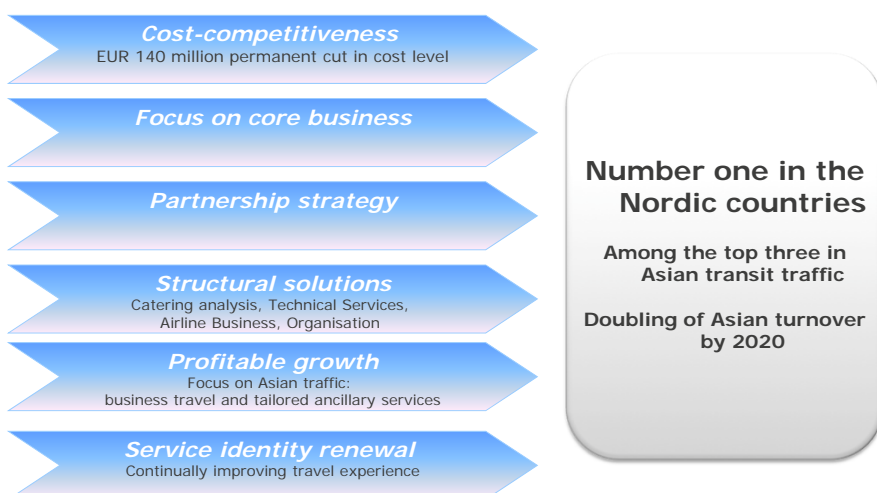 Cost-competitiveness
EUR 140 million permanent cut in cost level
Focus on core business
Partnership strategy
Structural solutions
Catering analysis, Technical Services,
Airline Business, Organisation
Profitable growth
Focus on Asian traffic:
business travel and tailored ancillary services
Service identity renewal
Continually improving travel experience
Number one in the
Nordic countries
Among the top three in
Asian transit traffic
Doubling of Asian turnover
by 2020